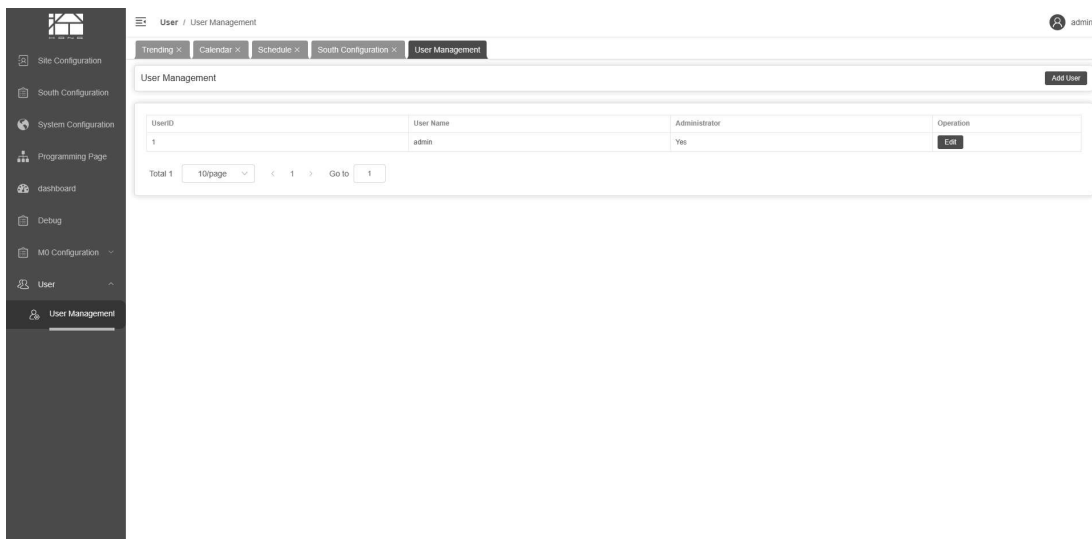 User / User Management
admin
Trending ×
Calendar ×
Schedule ×
South Configuration ×
User Management
Site Configuration
South Configuration
System Configuration
Programming Page
dashboard
Debug
M0 Configuration
User
User Management
User Management
Add User
UserID User Name Administrator Operation
1 admin Yes Edit
Total 1 10/page < 1 > Go to 1